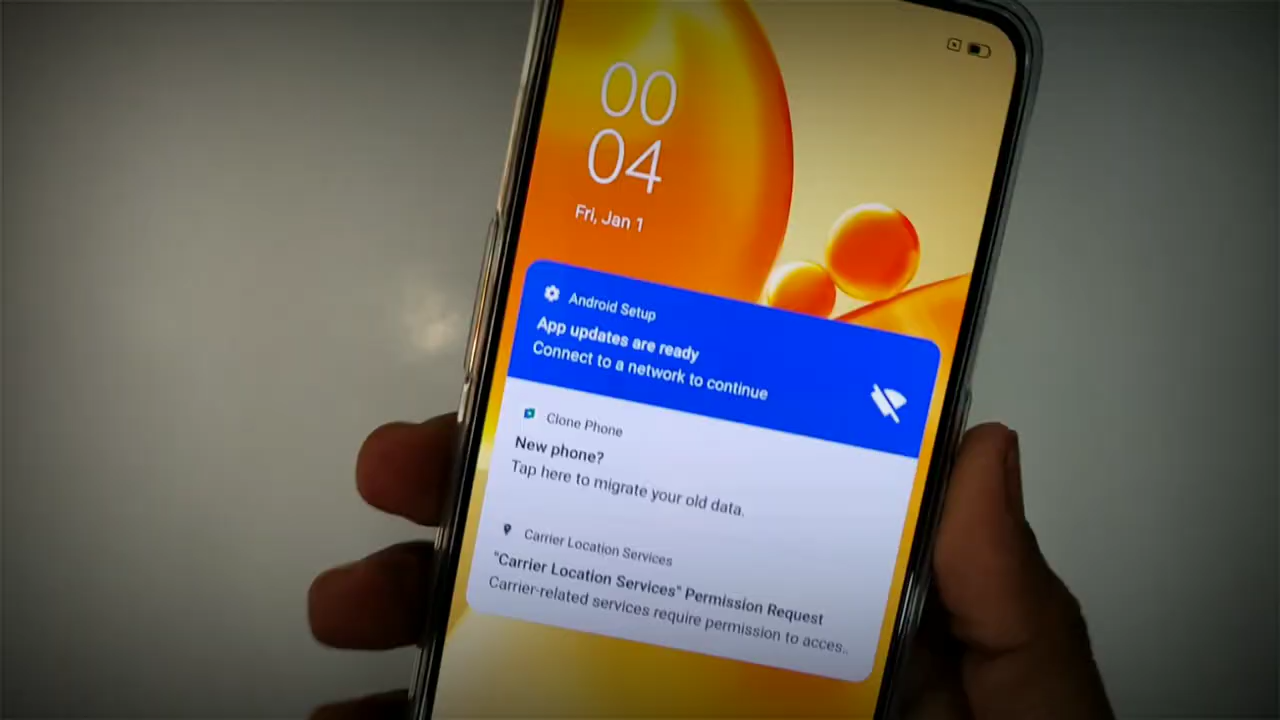 00
04
Fri, Jan 1
Android Setup
App updates are ready
Connect to a network to continue
Clone Phone
New phone?
Tap here to migrate your old data.
Carrier Location Services
"Carrier Location Services" Permission Request
Carrier-related services require permission to acces..